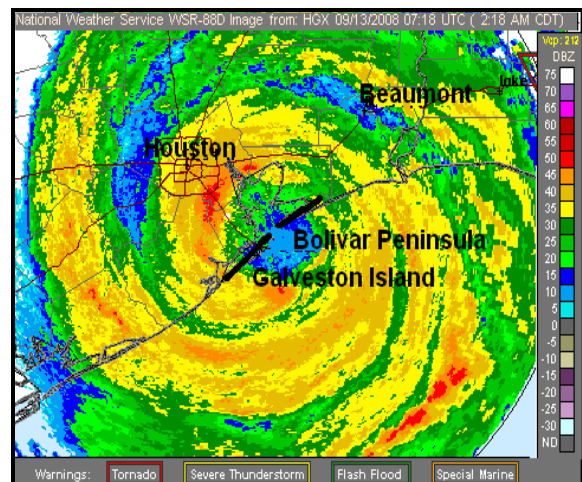 National Weather Service WSR-88D Image from: HGX 09/13/2008 07:18 UTC ( 2:18 AM CDT)
Vcp: 212
DBZ
75
70
65
60
55
50
45
40
35
30
25
20
15
10
5
0
-5
-10
-15
-20
-25
-30
ND
Lake
Beaumont
Houston
Bolivar Peninsula
Galveston Island
Warnings: Tornado Severe Thunderstorm Flash Flood Special Marine